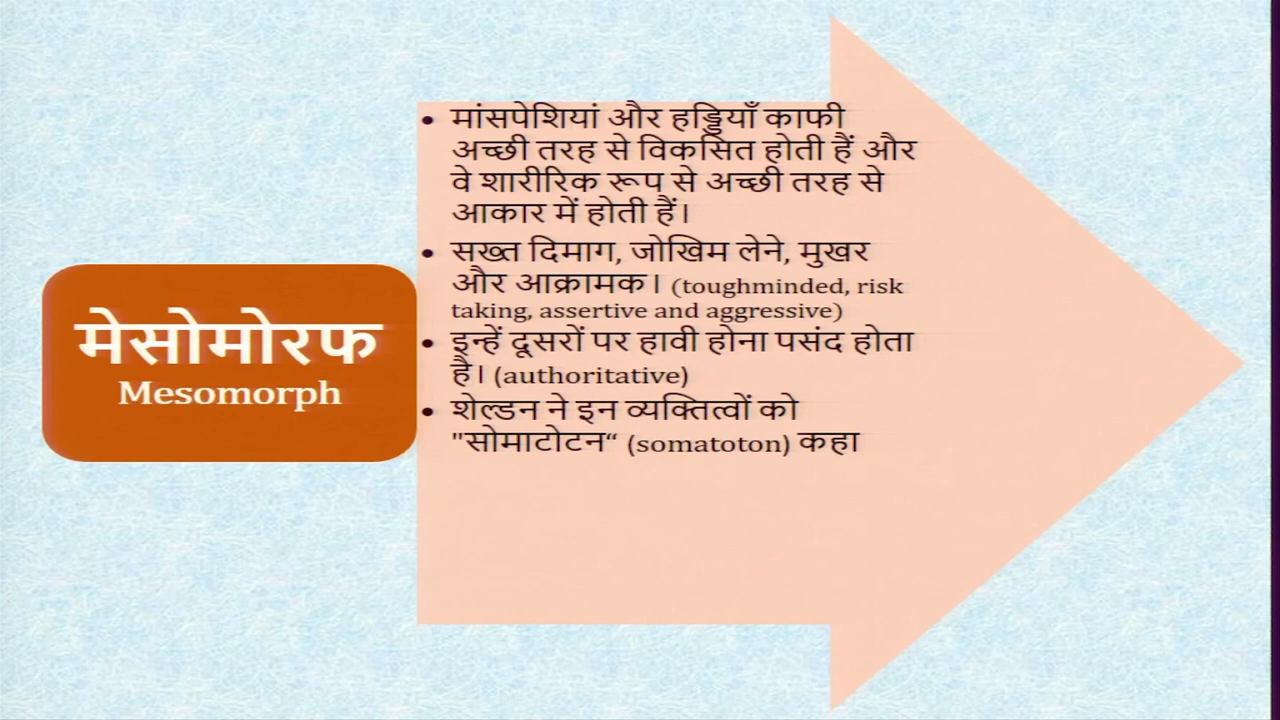 मेसोमोरफ
Mesomorph
• मांसपेशियां और हड्डियाँ काफी
अच्छी तरह से विकसित होती हैं और
वे शारीरिक रूप से अच्छी तरह से
आकार में होती हैं।
• सख्त दिमाग, जोखिम लेने, मुखर
और आक्रामक। (toughminded, risk
taking, assertive and aggressive)
• इन्हें दूसरों पर हावी होना पसंद होता
है। (authoritative)
• शेल्डन ने इन व्यक्तित्वों को
"सोमाटोटन“ (somatoton) कहा